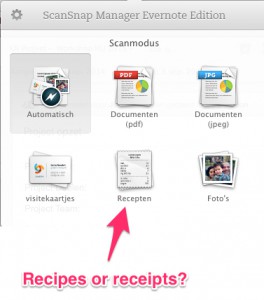 ScanSnap Manager Evernote Edition
Scanmodus
PDF
JPG
Automatisch
Documenten
(pdf)
Documenten
(jpeg)
visitekaartjes
Recepten
Foto's
Recipes or receipts?